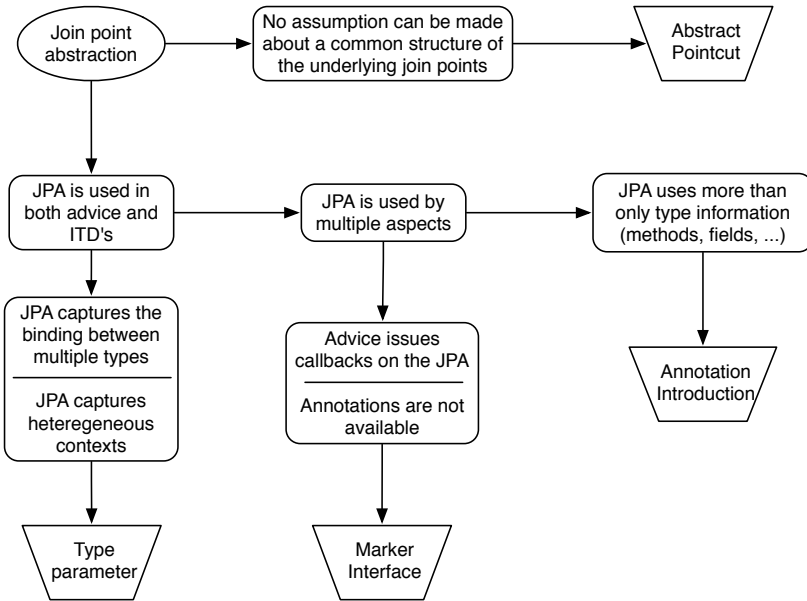 Join point
abstraction
No assumption can be made
about a common structure of
the underlying join points
Abstract
Pointcut
JPA is used in
both advice and
ITD's
JPA is used by
multiple aspects
JPA uses more than
only type information
(methods, fields, ...)
JPA captures the
binding between
multiple types
JPA captures
heteregeneous
contexts
Advice issues
callbacks on the JPA
Annotations are not
available
Annotation
Introduction
Type
parameter
Marker
Interface